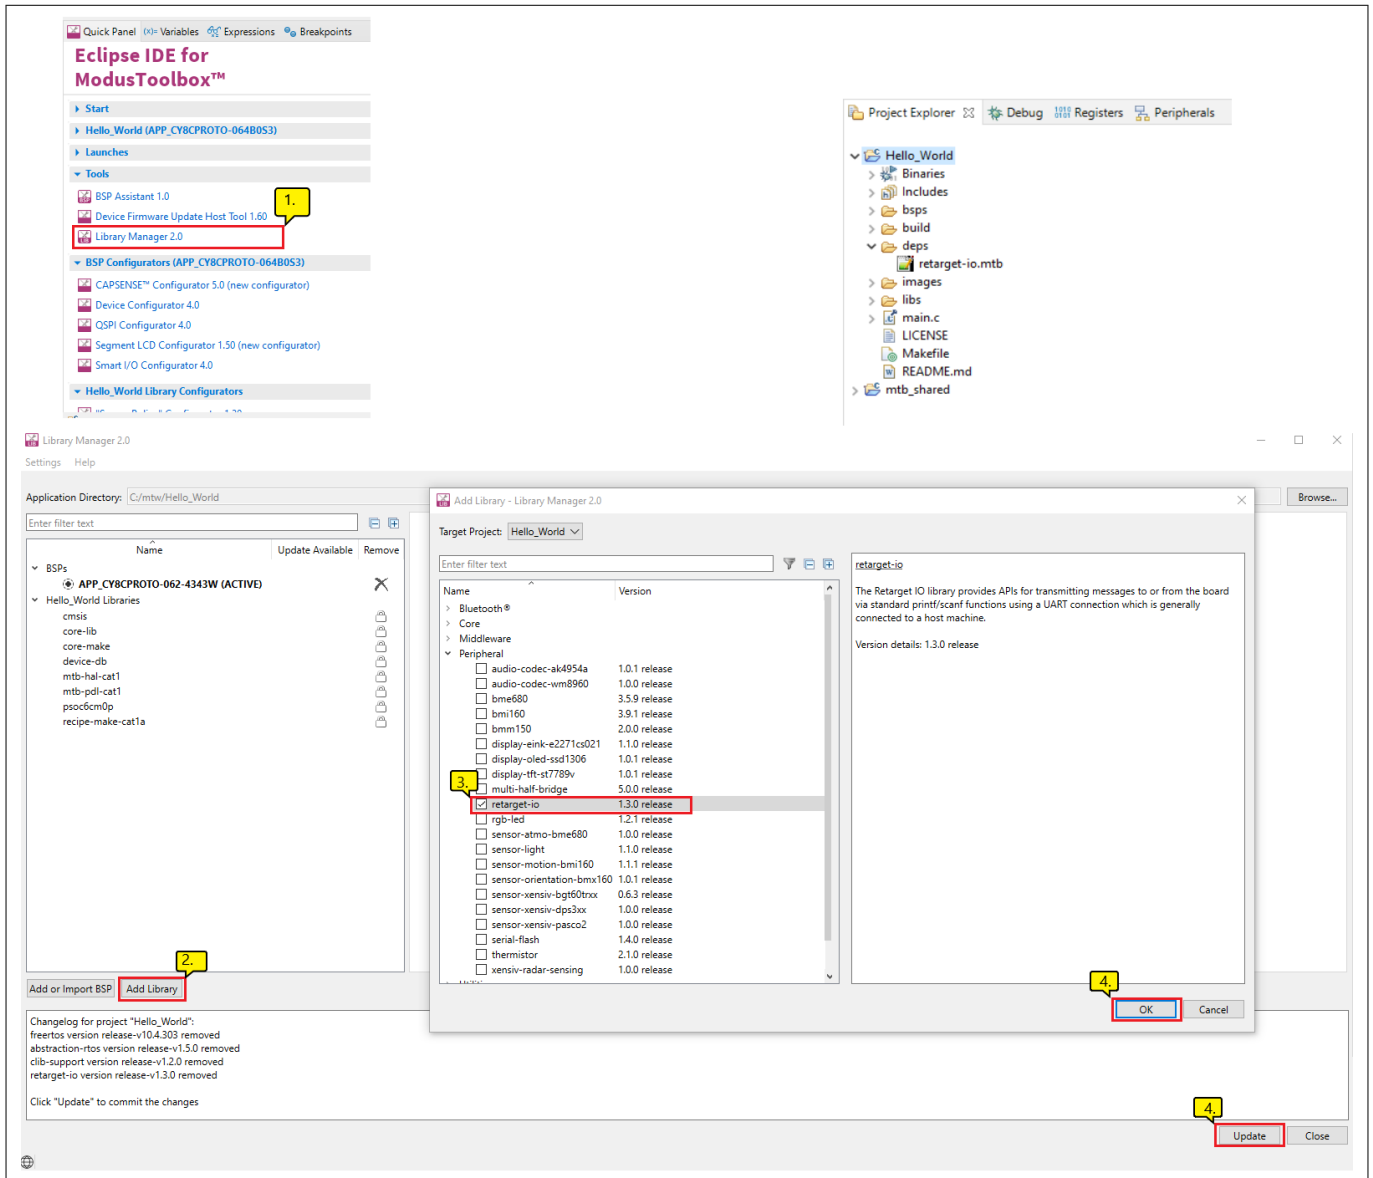 Quick Panel (x)= Variables Expressions Breakpoints
Eclipse IDE for
ModusToolbox™
Start
Hello_World (APP_CY8CPROTO-064B0S3)
Launches
Tools
BSP Assistant 1.0
1.
Device Firmware Update Host Tool 1.60
Library Manager 2.0
BSP Configurators (APP_CY8CPROTO-064B0S3)
CAPSENSE™ Configurator 5.0 (new configurator)
Device Configurator 4.0
QSPI Configurator 4.0
Segment LCD Configurator 1.50 (new configurator)
Smart I/O Configurator 4.0
Hello_World Library Configurators
Project Explorer Debug Registers Peripherals
Hello_World
Binaries
Includes
bsps
build
deps
retarget-io.mtb
images
libs
main.c
LICENSE
Makefile
README.md
mtb_shared
Library Manager 2.0
Settings Help
Application Directory: C:/mtw/Hello_World
Browse...
Enter filter text
Name Update Available Remove
BSPs
APP_CY8CPROTO-062-4343W (ACTIVE)
Hello_World Libraries
cmsis
core-lib
core-make
device-db
mtb-hal-cat1
mtb-pdl-cat1
psoc6cm0p
recipe-make-cat1a
2.
Add or Import BSP Add Library
Add Library - Library Manager 2.0
Target Project: Hello_World
Enter filter text
Name Version
Bluetooth®
Core
Middleware
Peripheral
audio-codec-ak4954a 1.0.1 release
audio-codec-wm8960 1.0.0 release
bme680 3.5.9 release
bmi160 3.9.1 release
bmm150 2.0.0 release
display-eink-e2271cs021 1.1.0 release
display-oled-ssd1306 1.0.1 release
display-tft-st7789v 1.0.1 release
3.
multi-half-bridge 5.0.0 release
retarget-io 1.3.0 release
rgb-led 1.2.1 release
sensor-atmo-bme680 1.0.0 release
sensor-light 1.1.0 release
sensor-motion-bmi160 1.1.1 release
sensor-orientation-bmx160 1.0.1 release
sensor-xensiv-bgt60trxx 0.6.3 release
sensor-xensiv-dps3xx 1.0.0 release
sensor-xensiv-pasco2 1.0.0 release
serial-flash 1.4.0 release
thermistor 2.1.0 release
xensiv-radar-sensing 1.0.0 release
retarget-io
The Retarget IO library provides APIs for transmitting messages to or from the board
via standard printf/scanf functions using a UART connection which is generally
connected to a host machine.
Version details: 1.3.0 release
4.
OK Cancel
Changelog for project "Hello_World":
freertos version release-v10.4.303 removed
abstraction-rtos version release-v1.5.0 removed
clib-support version release-v1.2.0 removed
retarget-io version release-v1.3.0 removed
Click "Update" to commit the changes
4.
Update Close